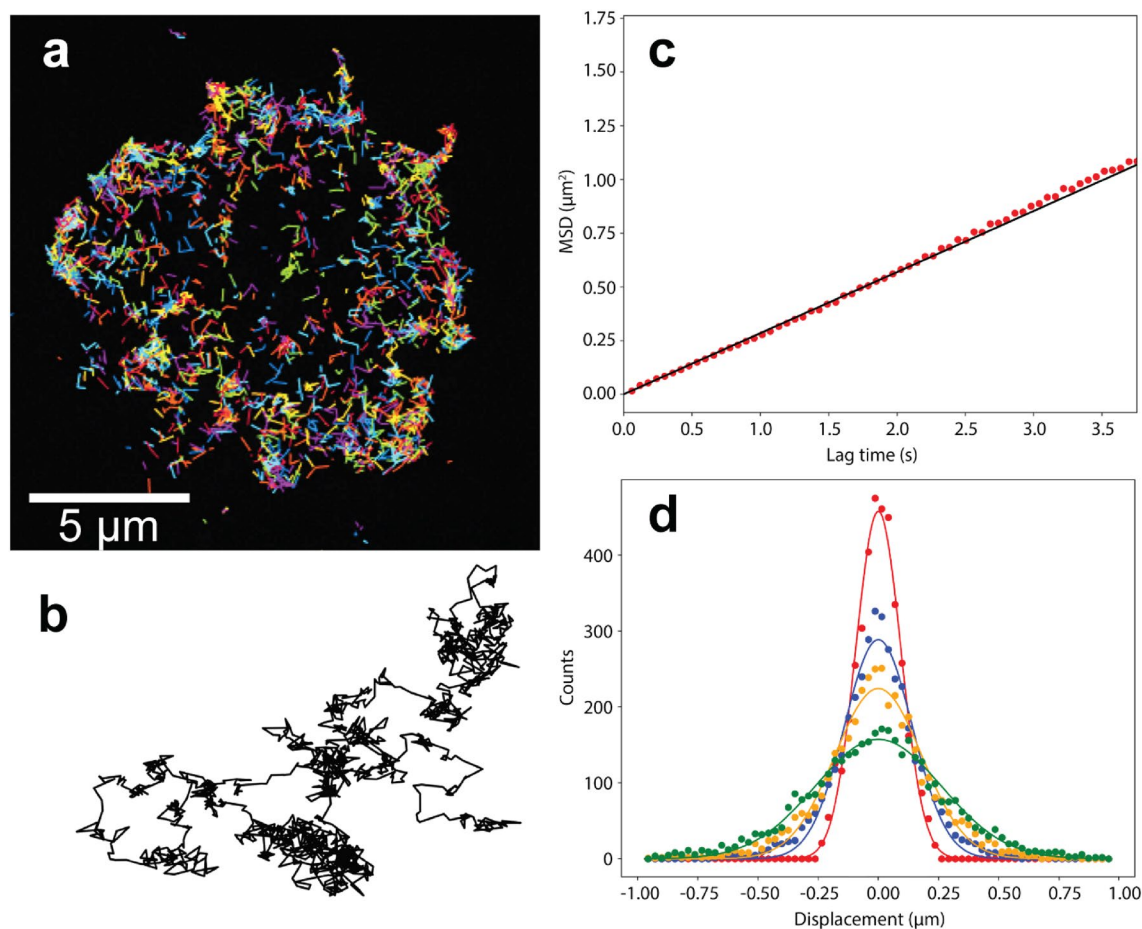 a
5 μm
b
c
1.75
1.50
1.25
1.00
0.75
0.50
0.25
0.00
MSD (μm²)
0.0 0.5 1.0 1.5 2.0 2.5 3.0 3.5
Lag time (s)
d
400
300
200
100
0
Counts
-1.00 -0.75 -0.50 -0.25 0.00 0.25 0.50 0.75 1.00
Displacement (μm)